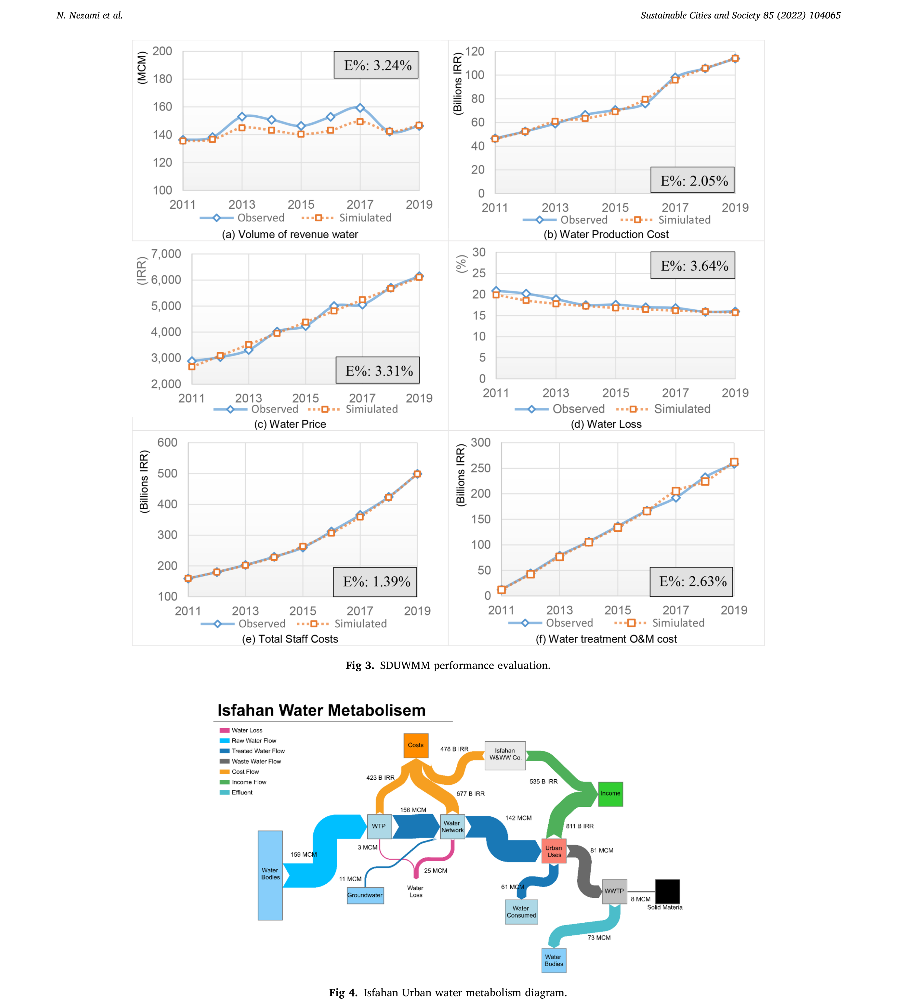 N. Nezami et al.
Sustainable Cities and Society 85 (2022) 104065
(MCM)
200
180
160
140
120
100
E%: 3.24%
2011 2013 2015 2017 2019
Observed Simiulated
(a) Volume of revenue water
(Billions IRR)
120
100
80
60
40
20
0
E%: 2.05%
2011 2013 2015 2017 2019
Observed Simiulated
(b) Water Production Cost
(IRR)
7,000
6,000
5,000
4,000
3,000
2,000
E%: 3.31%
2011 2013 2015 2017 2019
Observed Simiulated
(c) Water Price
(%)
30
25
20
15
10
5
0
E%: 3.64%
2011 2013 2015 2017 2019
Observed Simiulated
(d) Water Loss
(Billions IRR)
600
500
400
300
200
100
E%: 1.39%
2011 2013 2015 2017 2019
Observed Simiulated
(e) Total Staff Costs
(Billions IRR)
300
250
200
150
100
50
0
E%: 2.63%
2011 2013 2015 2017 2019
Observed Simiulated
(f) Water treatment O&M cost
Fig 3. SDUWMM performance evaluation.
Isfahan Water Metabolisem
Water Loss
Raw Water Flow
Treated Water Flow
Waste Water Flow
Cost Flow
Income Flow
Effluent
Costs
478 B IRR
Isfahan
W&WW Co.
423 B IRR
535 B IRR
677 B IRR
Income
156 MCM
WTP
Water
Network
142 MCM
811 B IRR
3 MCM
159 MCM
Urban
Uses
81 MCM
Water
Bodies
25 MCM
11 MCM
Groundwater
Water
Loss
61 MCM
WWTP
8 MCM
Solid Material
Water
Consumed
73 MCM
Water
Bodies
Fig 4. Isfahan Urban water metabolism diagram.